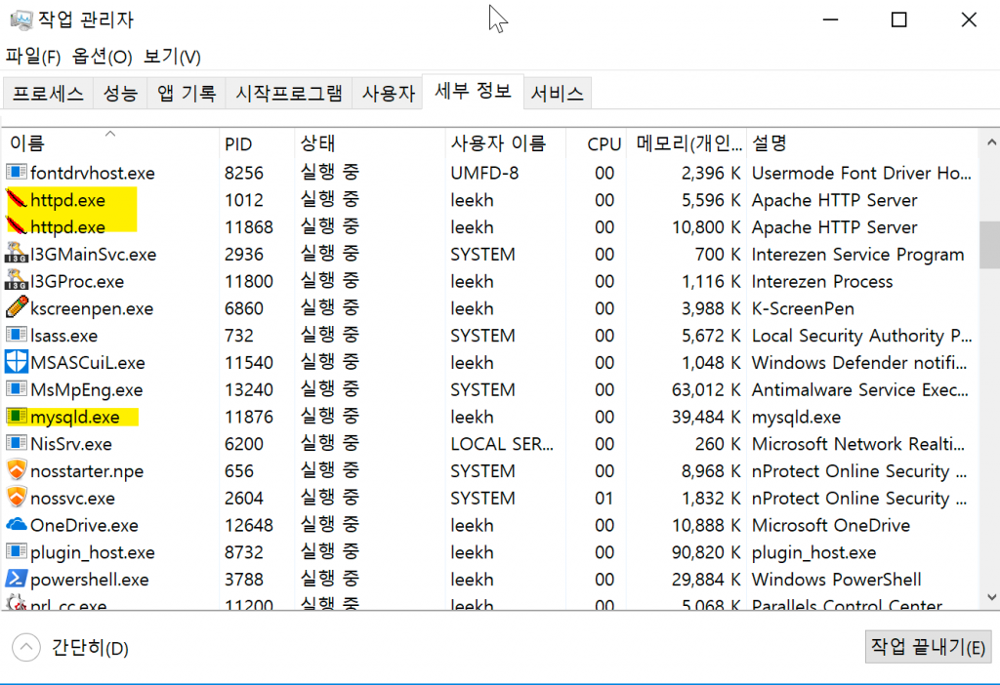 작업 관리자
파일(F) 옵션(O) 보기(V)
프로세스 성능 앱 기록 시작프로그램 사용자 세부 정보 서비스
이름 PID 상태 사용자 이름 CPU 메모리(개인... 설명
fontdrvhost.exe 8256 실행 중 UMFD-8 00 2,396 K Usermode Font Driver Ho...
httpd.exe 1012 실행 중 leekh 00 5,596 K Apache HTTP Server
httpd.exe 11868 실행 중 leekh 00 10,800 K Apache HTTP Server
I3GMainSvc.exe 2936 실행 중 SYSTEM 00 700 K Interezen Service Program
I3GProc.exe 11800 실행 중 leekh 00 1,116 K Interezen Process
kscreenpen.exe 6860 실행 중 leekh 00 3,988 K K-ScreenPen
lsass.exe 732 실행 중 SYSTEM 00 5,672 K Local Security Authority P...
MSASCuiL.exe 11540 실행 중 leekh 00 1,048 K Windows Defender notifi...
MsMpEng.exe 13240 실행 중 SYSTEM 00 63,012 K Antimalware Service Exec...
mysqld.exe 11876 실행 중 leekh 00 39,484 K mysqld.exe
NisSrv.exe 6200 실행 중 LOCAL SER... 00 260 K Microsoft Network Realti...
nosstarter.npe 656 실행 중 SYSTEM 00 8,968 K nProtect Online Security ...
nossvc.exe 2604 실행 중 SYSTEM 01 1,832 K nProtect Online Security ...
OneDrive.exe 12648 실행 중 leekh 00 10,888 K Microsoft OneDrive
plugin_host.exe 8732 실행 중 leekh 00 90,820 K plugin_host.exe
powershell.exe 3788 실행 중 leekh 00 29,884 K Windows PowerShell
prl_cc.exe 11200 실행 중 leekh 00 5,068 K Parallels Control Center
간단히(D) 작업 끝내기(E)